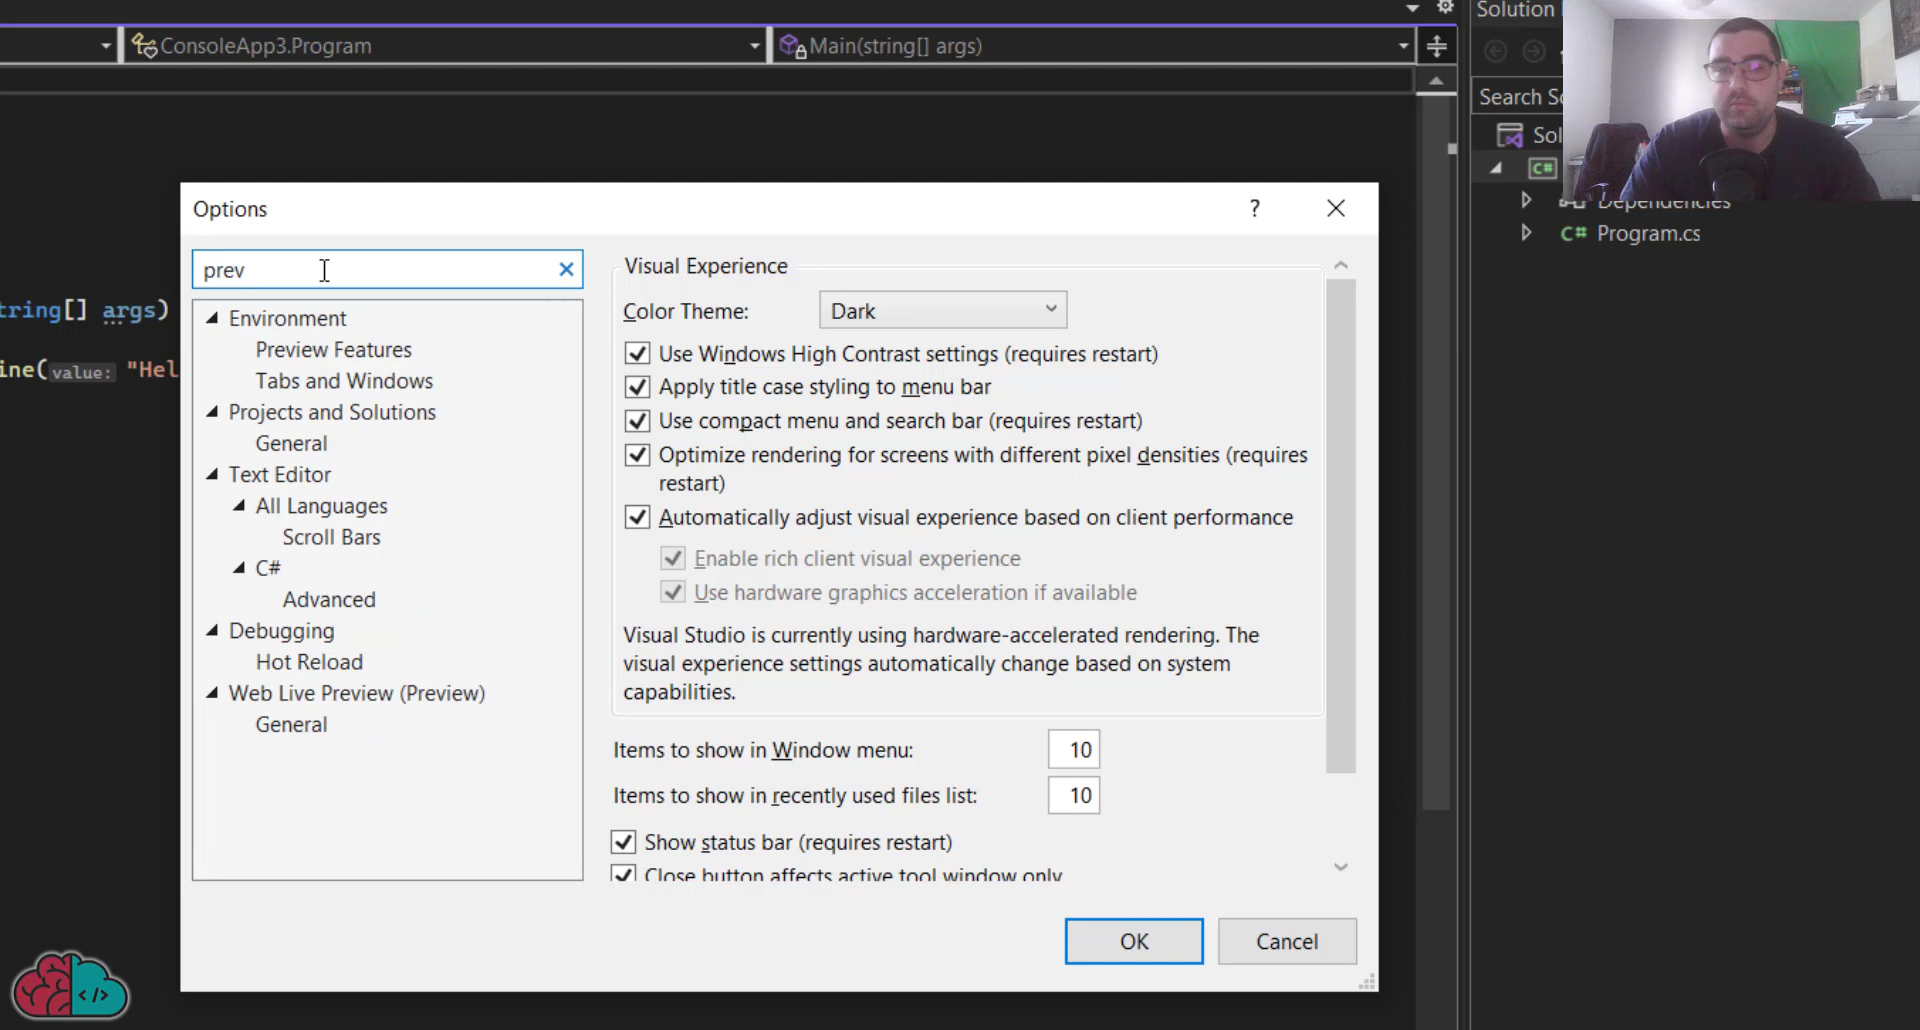 Solution
ConsoleApp3.Program
Main(string[] args)
Search So
Sol
C#
Dependencies
C# Program.cs
tring[] args)
ine(value: "Hel
Options
?
prev
Environment
Preview Features
Tabs and Windows
Projects and Solutions
General
Text Editor
All Languages
Scroll Bars
C#
Advanced
Debugging
Hot Reload
Web Live Preview (Preview)
General
Visual Experience
Color Theme:
Dark
Use Windows High Contrast settings (requires restart)
Apply title case styling to menu bar
Use compact menu and search bar (requires restart)
Optimize rendering for screens with different pixel densities (requires
restart)
Automatically adjust visual experience based on client performance
Enable rich client visual experience
Use hardware graphics acceleration if available
Visual Studio is currently using hardware-accelerated rendering. The
visual experience settings automatically change based on system
capabilities.
Items to show in Window menu:
10
Items to show in recently used files list:
10
Show status bar (requires restart)
Close button affects active tool window only
OK
Cancel
</>